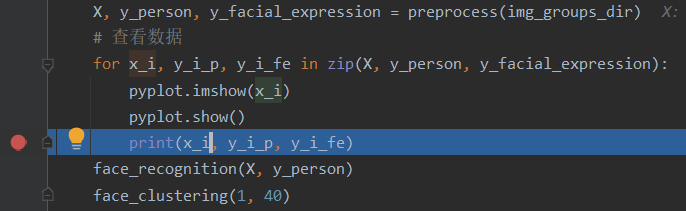 X, y_person, y_facial_expression = preprocess(img_groups_dir) X:
# 查看数据
for x_i, y_i_p, y_i_fe in zip(X, y_person, y_facial_expression):
pyplot.imshow(x_i)
pyplot.show()
print(x_i, y_i_p, y_i_fe)
face_recognition(X, y_person)
face_clustering(1, 40)